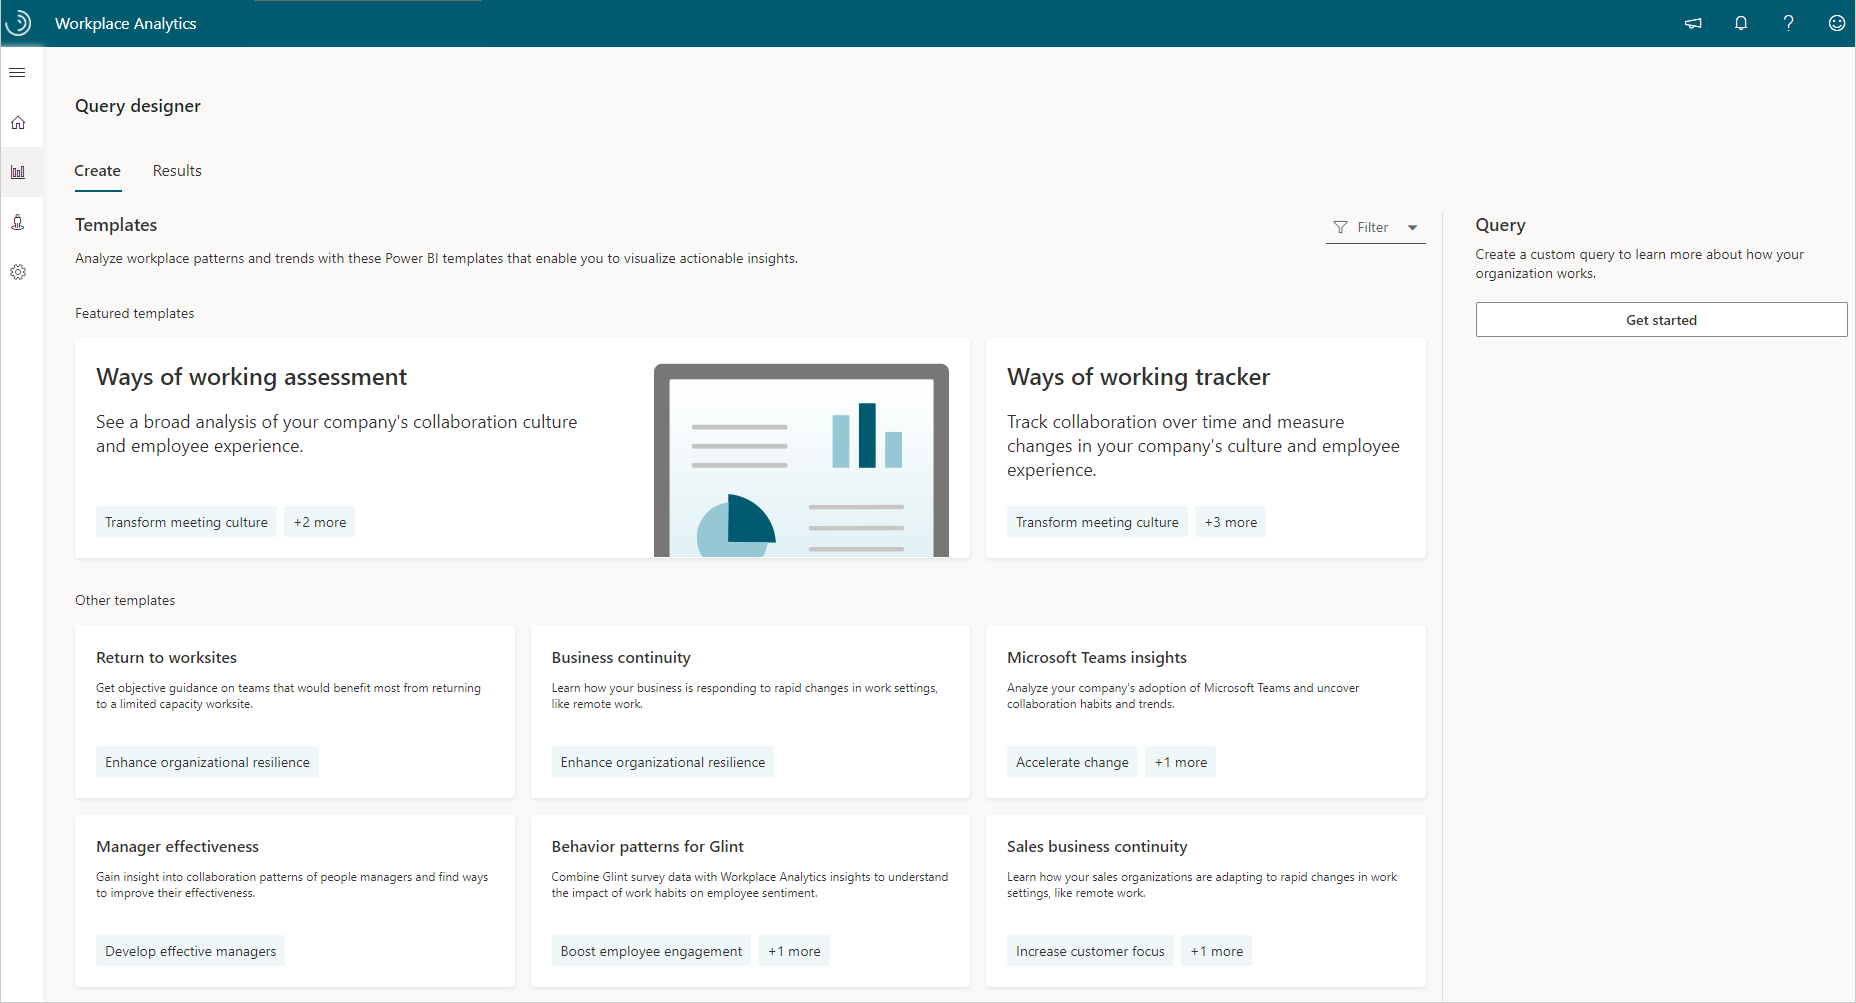 Workplace Analytics
Query designer
Create
Results
Templates
Filter
Analyze workplace patterns and trends with these Power BI templates that enable you to visualize actionable insights.
Featured templates
Ways of working assessment
See a broad analysis of your company's collaboration culture
and employee experience.
Transform meeting culture
+2 more
Ways of working tracker
Track collaboration over time and measure
changes in your company's culture and employee
experience.
Transform meeting culture
+3 more
Other templates
Return to worksites
Get objective guidance on teams that would benefit most from returning
to a limited capacity worksite.
Enhance organizational resilience
Business continuity
Learn how your business is responding to rapid changes in work settings,
like remote work.
Enhance organizational resilience
Microsoft Teams insights
Analyze your company's adoption of Microsoft Teams and uncover
collaboration habits and trends.
Accelerate change
+1 more
Manager effectiveness
Gain insight into collaboration patterns of people managers and find ways
to improve their effectiveness.
Develop effective managers
Behavior patterns for Glint
Combine Glint survey data with Workplace Analytics insights to understand
the impact of work habits on employee sentiment.
Boost employee engagement
+1 more
Sales business continuity
Learn how your sales organizations are adapting to rapid changes in work
settings, like remote work.
Increase customer focus
+1 more
Query
Create a custom query to learn more about how your
organization works.
Get started